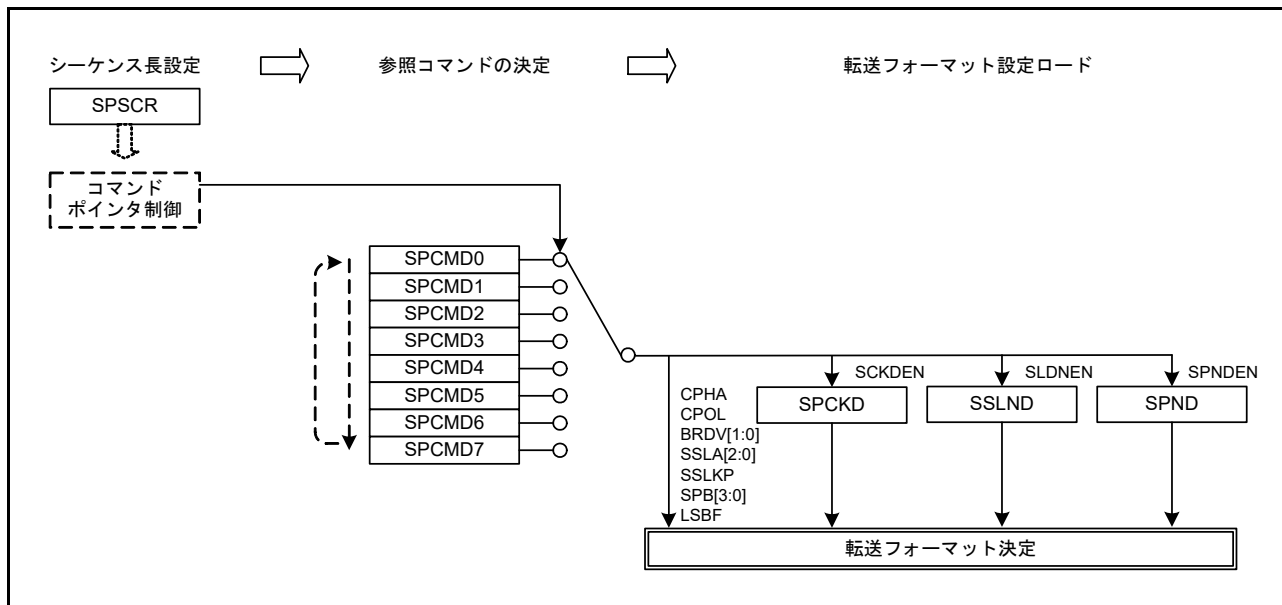 シーケンス長設定
参照コマンドの決定
転送フォーマット設定ロード
SPSCR
コマンド
ポインタ制御
SPCMD0
SPCMD1
SPCMD2
SPCMD3
SPCMD4
SPCMD5
SPCMD6
SPCMD7
CPHA
CPOL
BRDV[1:0]
SSLA[2:0]
SSLKP
SPB[3:0]
LSBF
SCKDEN
SPCKD
SLDNEN
SSLND
SPNDEN
SPND
転送フォーマット決定